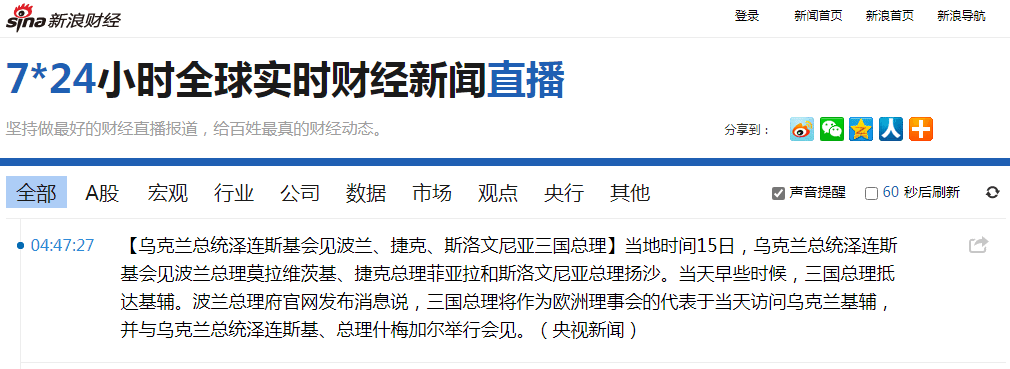 sina 新浪财经 登录 新闻首页 新浪首页 新浪导航
7*24小时全球实时财经新闻直播
坚持做最好的财经直播报道，给百姓最真的财经动态。 分享到：
全部 A股 宏观 行业 公司 数据 市场 观点 央行 其他 声音提醒 60 秒后刷新
04:47:27 【乌克兰总统泽连斯基会见波兰、捷克、斯洛文尼亚三国总理】当地时间15日，乌克兰总统泽连斯
基会见波兰总理莫拉维茨基、捷克总理菲亚拉和斯洛文尼亚总理扬沙。当天早些时候，三国总理抵
达基辅。波兰总理府官网发布消息说，三国总理将作为欧洲理事会的代表于当天访问乌克兰基辅，
并与乌克兰总统泽连斯基、总理什梅加尔举行会见。（央视新闻）